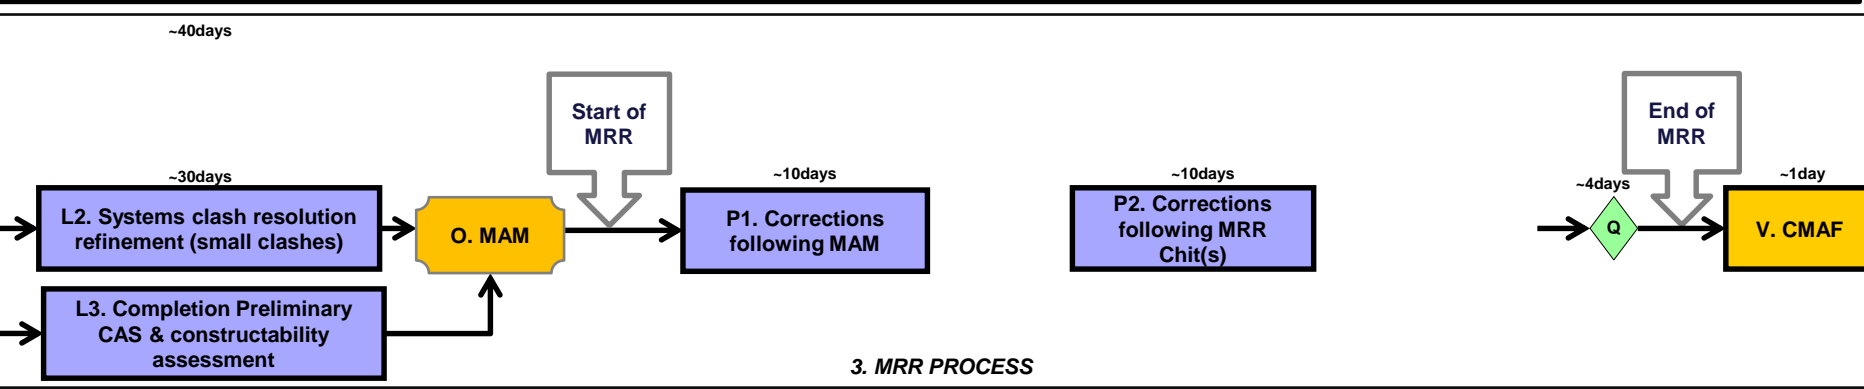 ~40days
Start of
MRR
End of
MRR
~30days
~10days
~10days
~4days
~1day
L2. Systems clash resolution
refinement (small clashes)
O. MAM
P1. Corrections
following MAM
P2. Corrections
following MRR
Chit(s)
Q
V. CMAF
L3. Completion Preliminary
CAS & constructability
assessment
3. MRR PROCESS